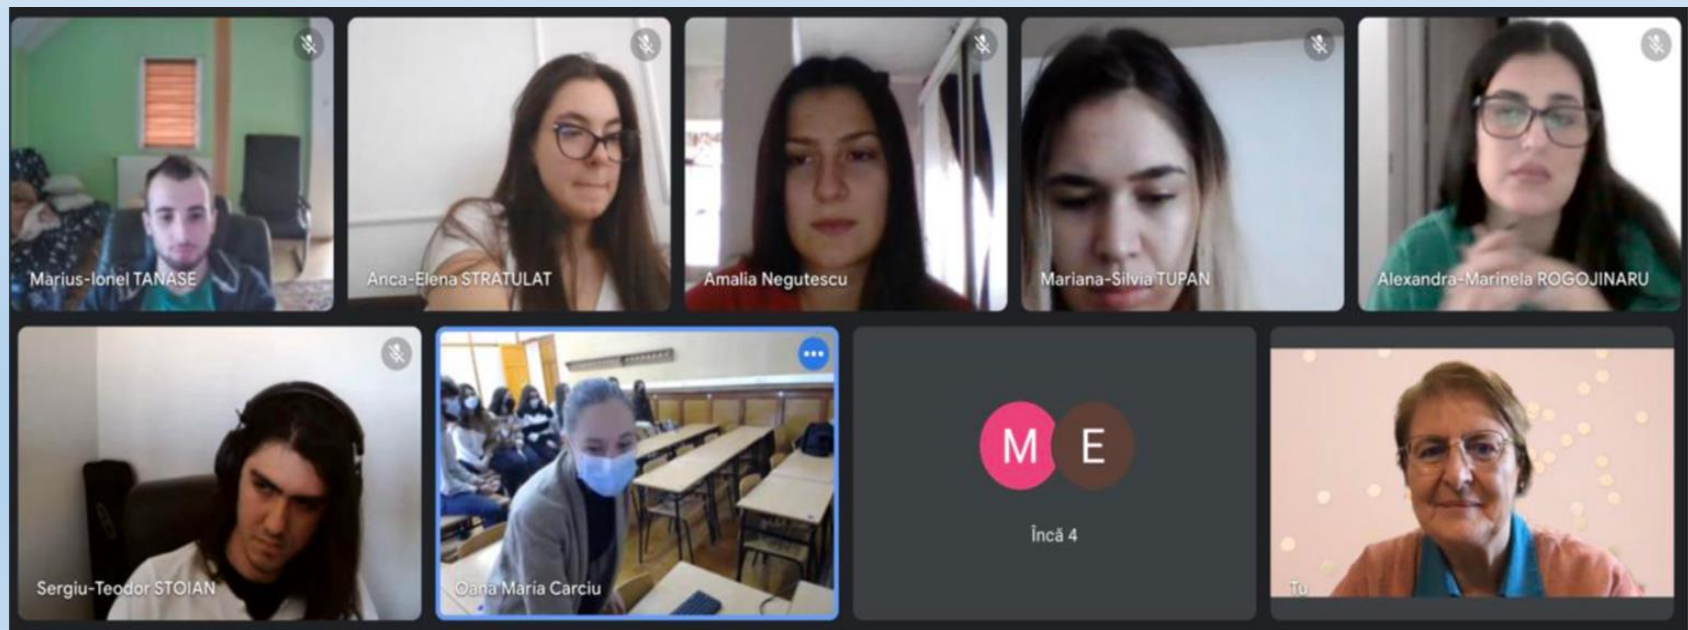 Marius-Ionel TANASE
Anca-Elena STRATULAT
Amalia Negutescu
Mariana-Silvia TUPAN
Alexandra-Marinela ROGOJINARU
Sergiu-Teodor STOIAN
Oana Maria Carciu
M E
Încă 4
Tu